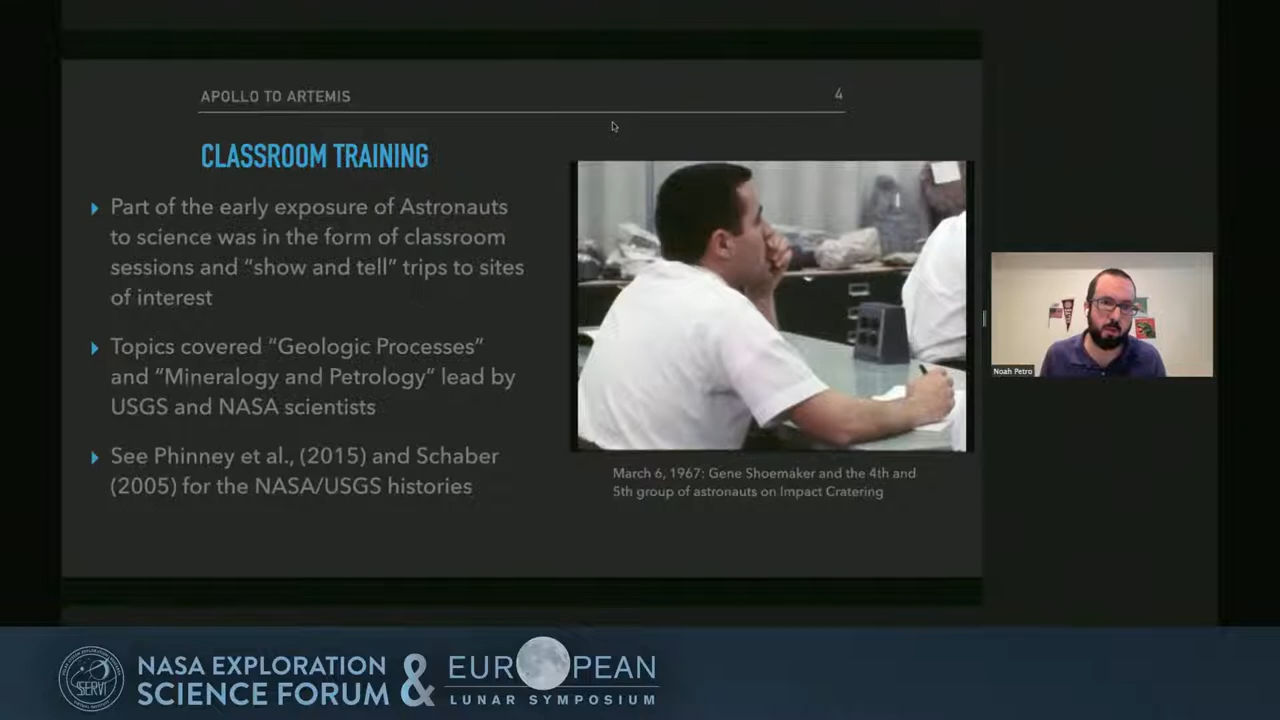 APOLLO TO ARTEMIS
4
CLASSROOM TRAINING
Part of the early exposure of Astronauts
to science was in the form of classroom
sessions and “show and tell” trips to sites
of interest
Topics covered “Geologic Processes”
and “Mineralogy and Petrology” lead by
USGS and NASA scientists
See Phinney et al., (2015) and Schaber
(2005) for the NASA/USGS histories
March 6, 1967: Gene Shoemaker and the 4th and
5th group of astronauts on Impact Cratering
Noah Petro
SSERVI
NASA EXPLORATION
SCIENCE FORUM
&
EUROPEAN
LUNAR SYMPOSIUM